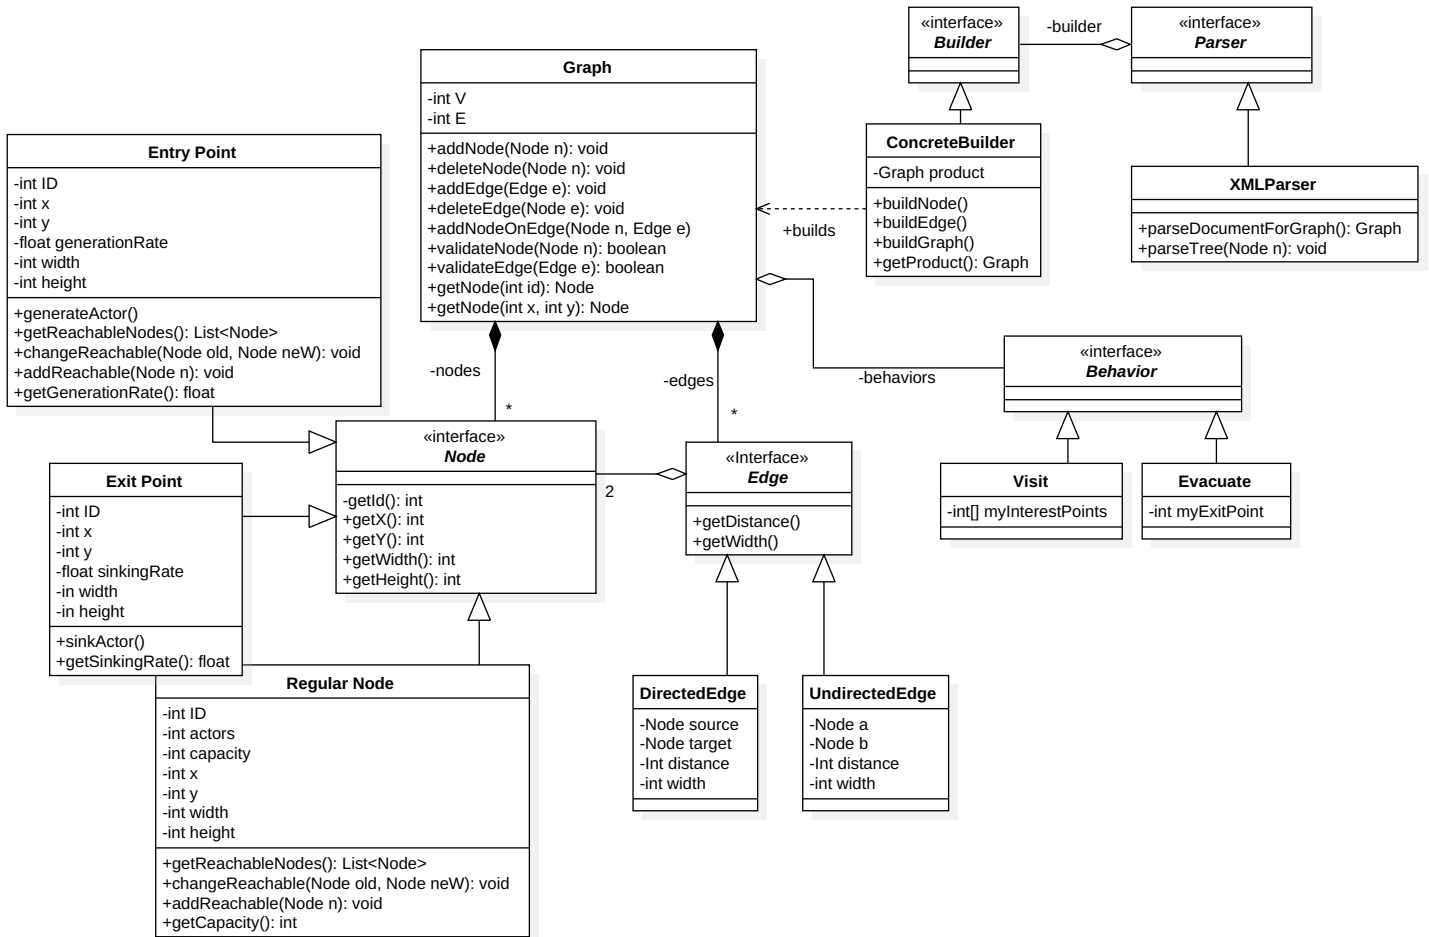 «interface»
Builder
-builder
«interface»
Parser
Graph
-int V
-int E
+addNode(Node n): void
+deleteNode(Node n): void
+addEdge(Edge e): void
+deleteEdge(Node e): void
+addNodeOnEdge(Node n, Edge e)
+validateNode(Node n): boolean
+validateEdge(Edge e): boolean
+getNode(int id): Node
+getNode(int x, int y): Node
ConcreteBuilder
-Graph product
+buildNode()
+buildEdge()
+buildGraph()
+getProduct(): Graph
+builds
XMLParser
+parseDocumentForGraph(): Graph
+parseTree(Node n): void
Entry Point
-int ID
-int x
-int y
-float generationRate
-int width
-int height
+generateActor()
+getReachableNodes(): List<Node>
+changeReachable(Node old, Node neW): void
+addReachable(Node n): void
+getGenerationRate(): float
-nodes
*
-edges
*
-behaviors
«interface»
Behavior
«interface»
Node
-getId(): int
+getX(): int
+getY(): int
+getWidth(): int
+getHeight(): int
2
«Interface»
Edge
+getDistance()
+getWidth()
Visit
-int[] myInterestPoints
Evacuate
-int myExitPoint
Exit Point
-int ID
-int x
-int y
-float sinkingRate
-in width
-in height
+sinkActor()
+getSinkingRate(): float
Regular Node
-int ID
-int actors
-int capacity
-int x
-int y
-int width
-int height
+getReachableNodes(): List<Node>
+changeReachable(Node old, Node neW): void
+addReachable(Node n): void
+getCapacity(): int
DirectedEdge
-Node source
-Node target
-Int distance
-int width
UndirectedEdge
-Node a
-Node b
-Int distance
-int width